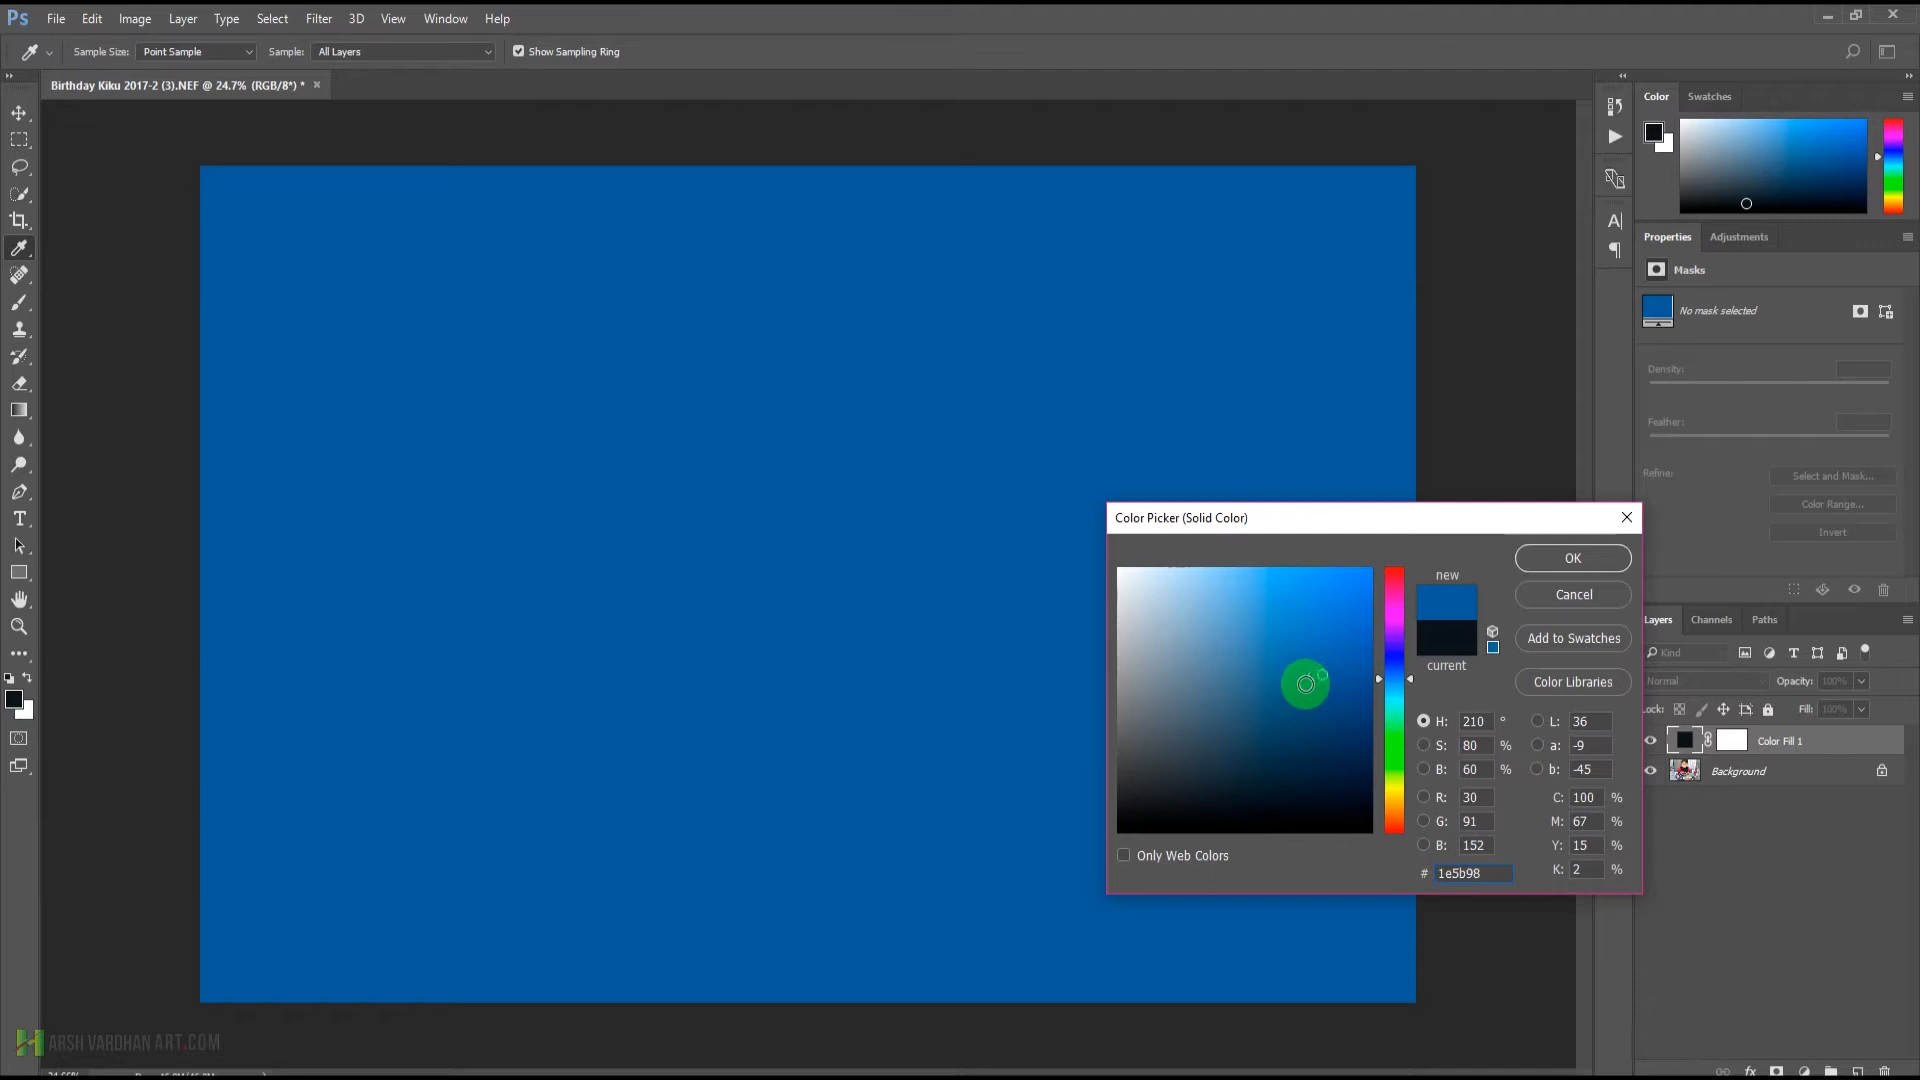 Ps File Edit Image Layer Type Select Filter 3D View Window Help
Sample Size: Point Sample Sample: All Layers Show Sampling Ring
Birthday Kiku 2017-2 (3).NEF @ 24.7% (RGB/8*) * ×
Color Swatches
Properties Adjustments
Masks
No mask selected
Density:
Feather:
Refine: Select and Mask...
Color Range...
Invert
Color Picker (Solid Color)
new
current
OK
Cancel
Add to Swatches
Color Libraries
H: 210 °
S: 80 %
B: 60 %
R: 30
G: 91
B: 152
# 1e5b98
L: 36
a: -9
b: -45
C: 100 %
M: 67 %
Y: 15 %
K: 2 %
Only Web Colors
Layers Channels Paths
Kind
Normal Opacity: 100%
Lock: Fill: 100%
Color Fill 1
Background
fx
HARSH VARDHAN ART.COM